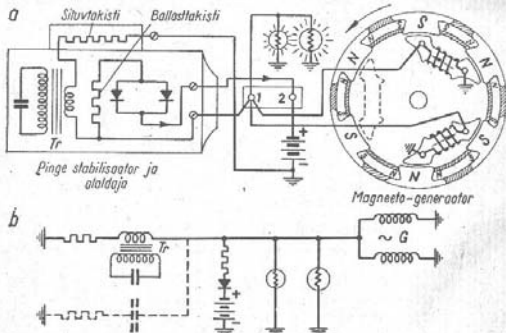 a
Siluvtakisti
Ballasttakisti
Tr
1 2
+
-
S
N
N
S
S
N
Pinge stabilisaator ja
alaldaja
Magneeto-generaator
b
Tr
+
-
~ G